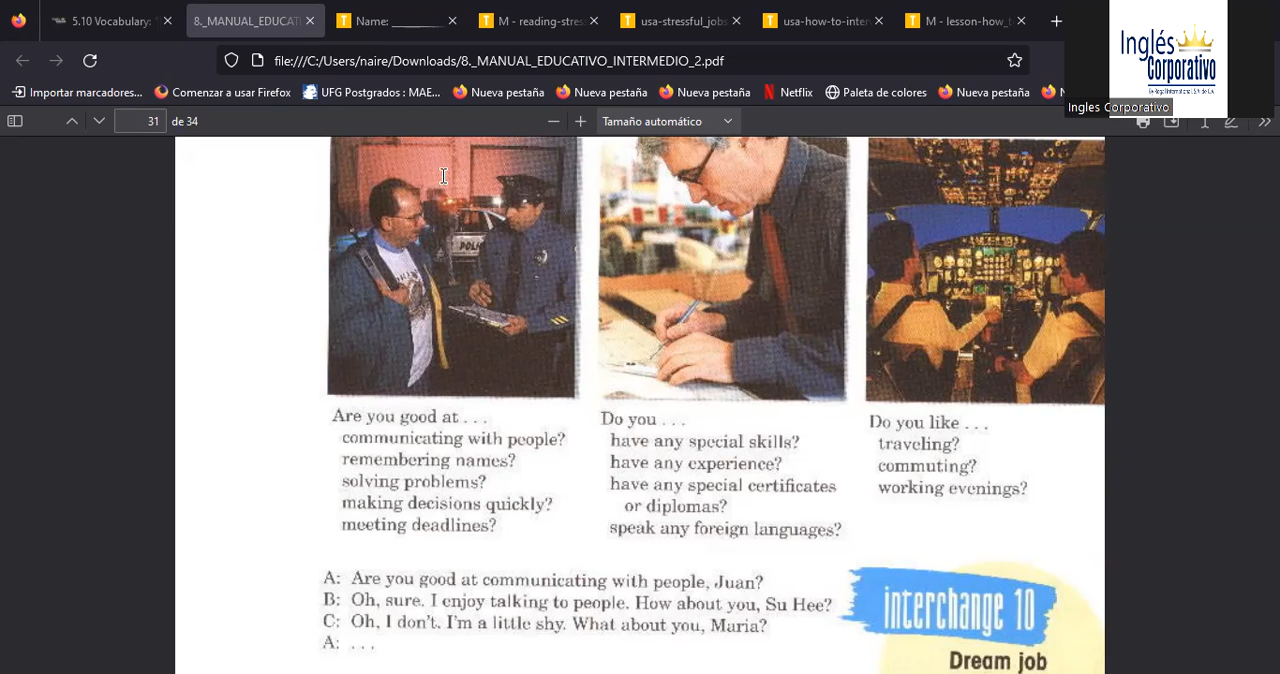 5.10 Vocabulary:
8._MANUAL_EDUCATI
Name: ________
M - reading-stres
usa-stressful_jobs
usa-how-to-inter
M - lesson-how_t
file:///C:/Users/naire/Downloads/8._MANUAL_EDUCATIVO_INTERMEDIO_2.pdf
Importar marcadores...
Comenzar a usar Firefox
UFG Postgrados : MAE...
Nueva pestaña
Nueva pestaña
Nueva pestaña
Netflix
Paleta de colores
Nueva pestaña
Inglés
Corporativo
Ingles Corporativo
31 de 34
Tamaño automático
POLI
Are you good at . . .
communicating with people?
remembering names?
solving problems?
making decisions quickly?
meeting deadlines?
Do you . . .
have any special skills?
have any experience?
have any special certificates
or diplomas?
speak any foreign languages?
Do you like . . .
traveling?
commuting?
working evenings?
A: Are you good at communicating with people, Juan?
B: Oh, sure. I enjoy talking to people. How about you, Su Hee?
C: Oh, I don't. I'm a little shy. What about you, Maria?
A: . . .
interchange 10
Dream job